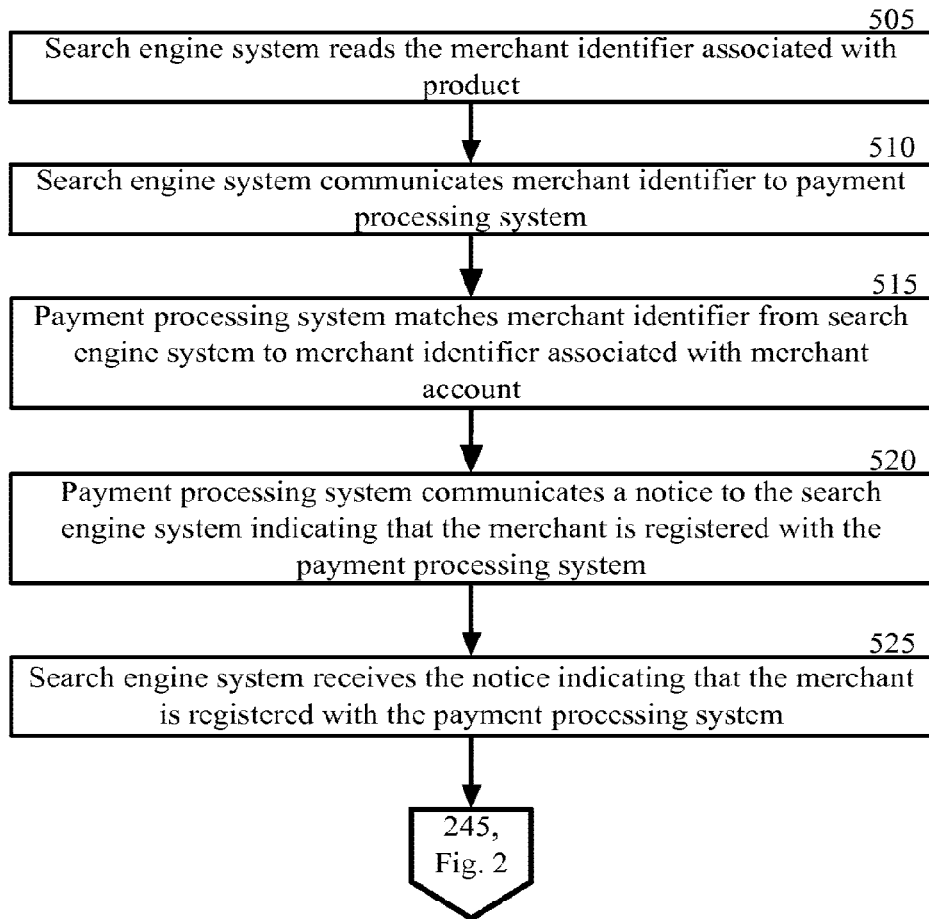 505
Search engine system reads the merchant identifier associated with
product
510
Search engine system communicates merchant identifier to payment
processing system
515
Payment processing system matches merchant identifier from search
engine system to merchant identifier associated with merchant
account
520
Payment processing system communicates a notice to the search
engine system indicating that the merchant is registered with the
payment processing system
525
Search engine system receives the notice indicating that the merchant
is registered with the payment processing system
245,
Fig. 2